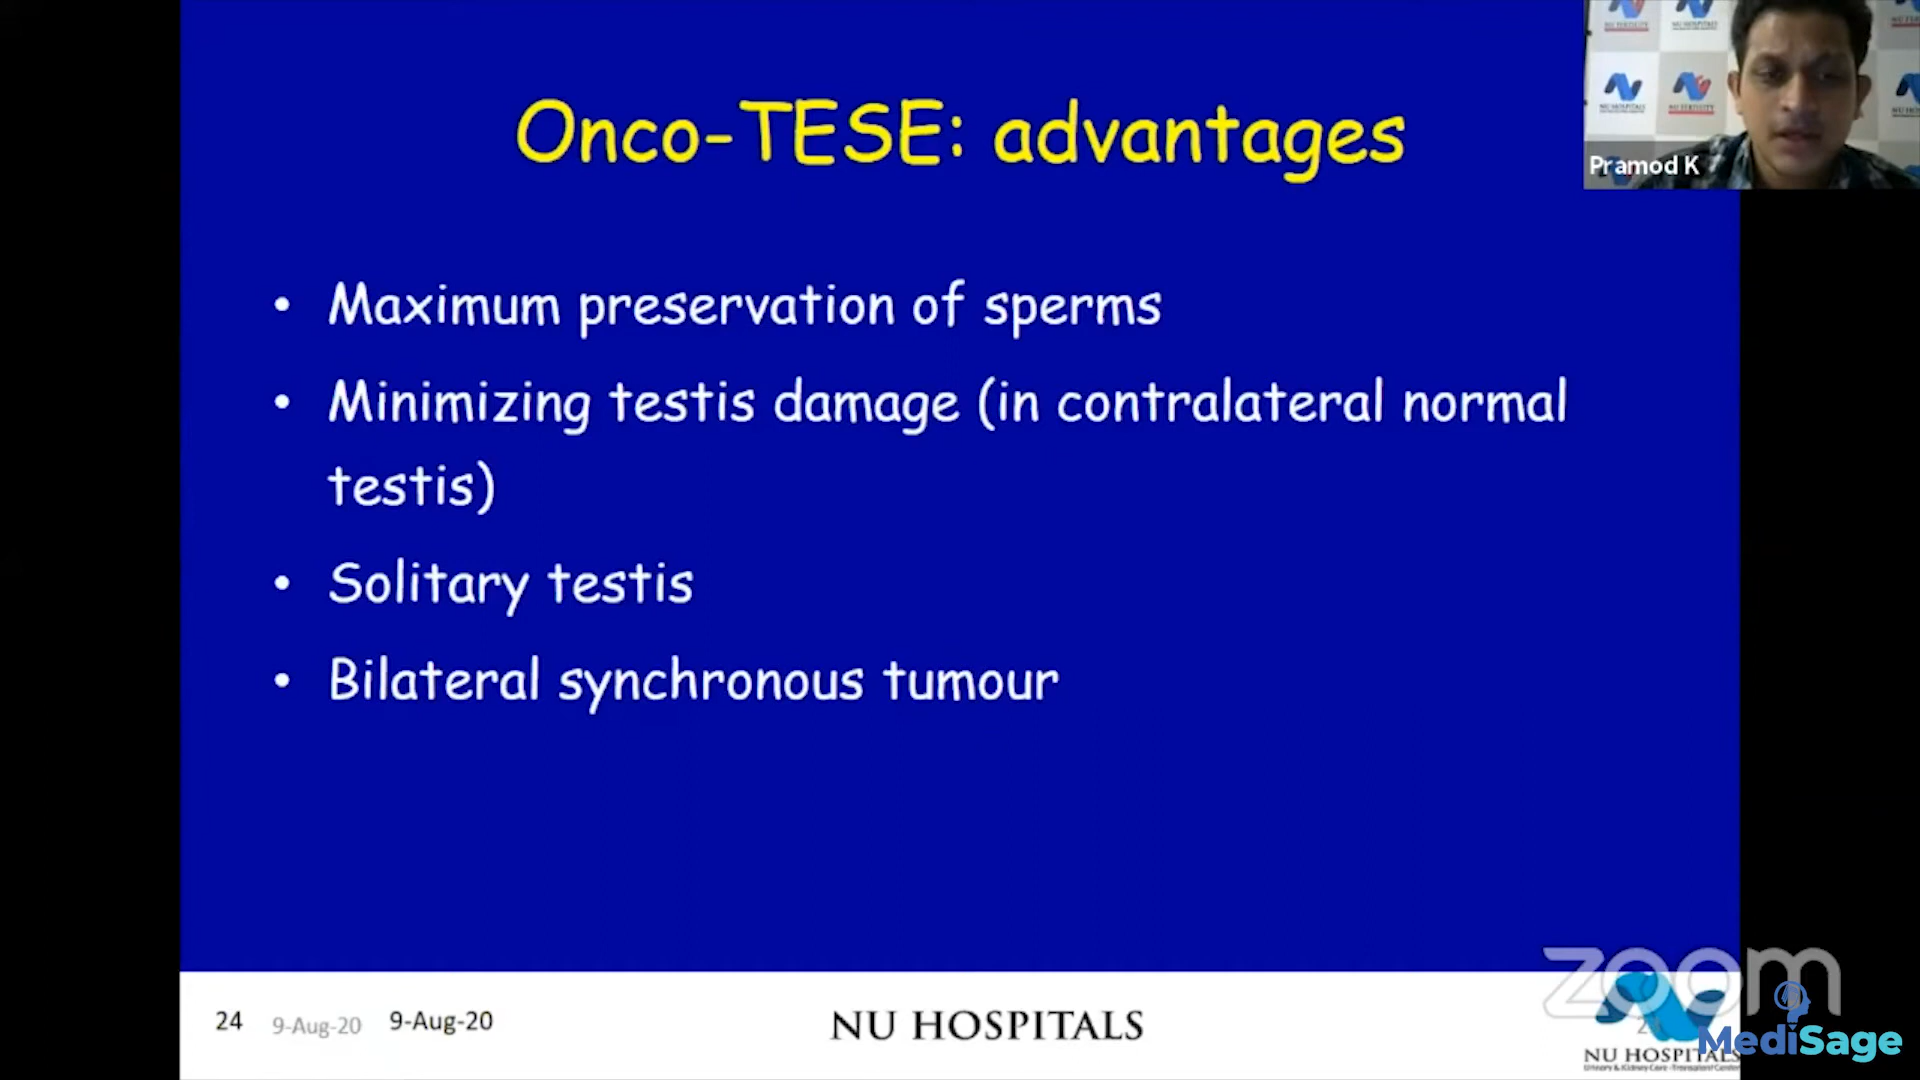 Onco-TESE: advantages
Pramod K
• Maximum preservation of sperms
• Minimizing testis damage (in contralateral normal
testis)
• Solitary testis
• Bilateral synchronous tumour
24 9-Aug-20 9-Aug-20
NU HOSPITALS
zoom
MediSage
NU HOSPITALS